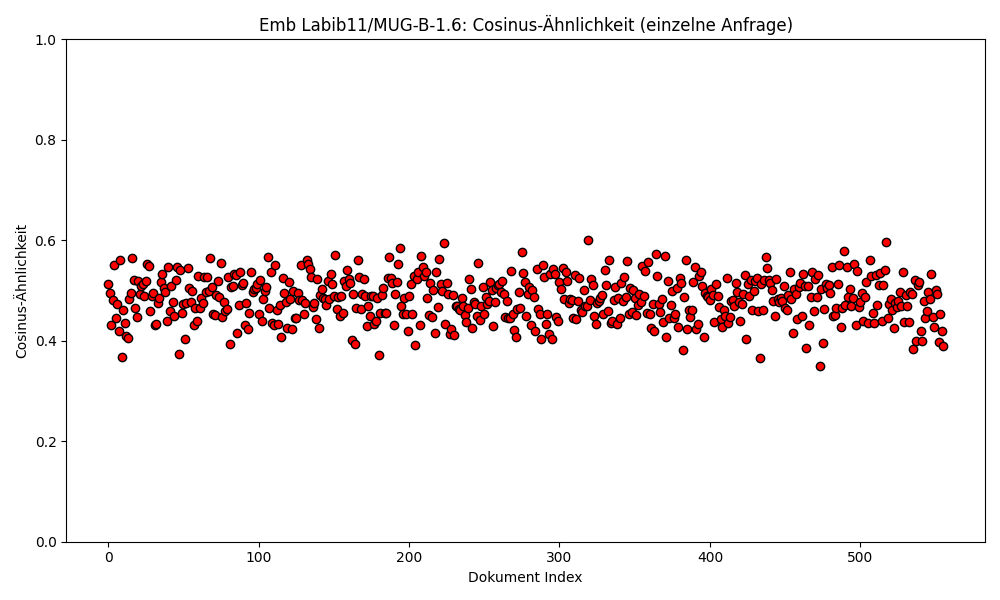 Emb Labib11/MUG-B-1.6: Cosinus-Ähnlichkeit (einzelne Anfrage)
1.0
0.8
0.6
0.4
0.2
0.0
Cosinus-Ähnlichkeit
0 100 200 300 400 500
Dokument Index